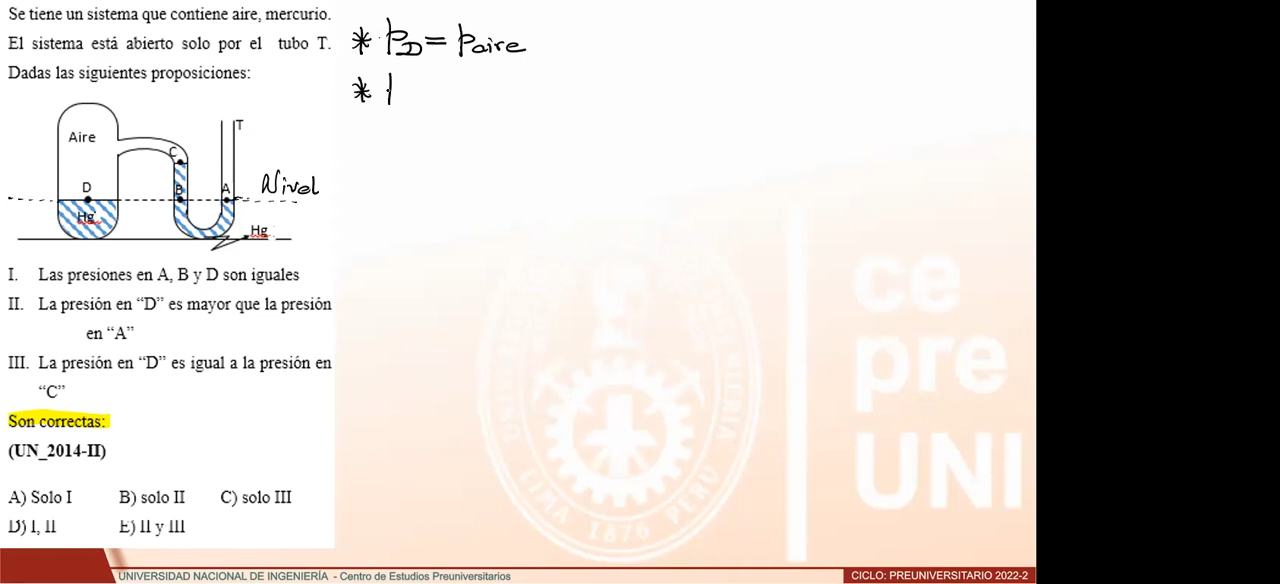 Se tiene un sistema que contiene aire, mercurio.
El sistema está abierto solo por el tubo T.
Dadas las siguientes proposiciones:
* P_D = Paire
*
Aire
T
C
D
B
A
Nivel
Hg
Hg
I. Las presiones en A, B y D son iguales
II. La presión en “D” es mayor que la presión
en “A”
III. La presión en “D” es igual a la presión en
“C”
Son correctas:
(UN_2014-II)
A) Solo I B) solo II C) solo III
D) I, II E) II y III
ce
pre
UNI
LIMA 1876 PERU
UNIVERSIDAD NACIONAL DE INGENIERÍA - Centro de Estudios Preuniversitarios
CICLO: PREUNIVERSITARIO 2022-2